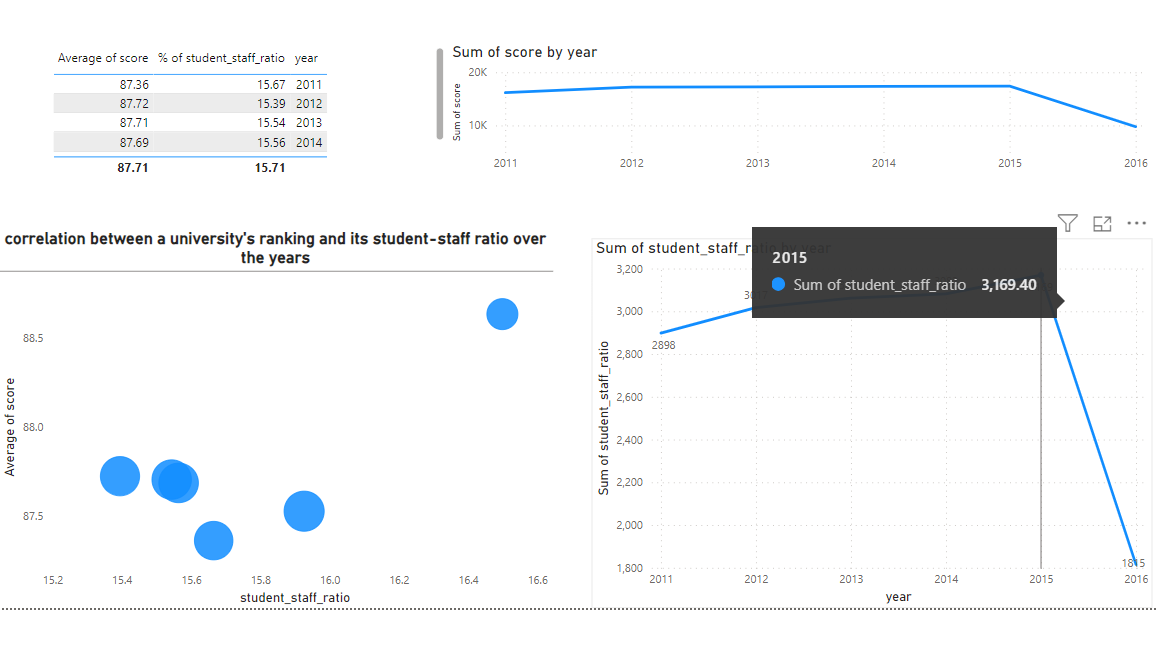 Average of score % of student_staff_ratio year
87.36 15.67 2011
87.72 15.39 2012
87.71 15.54 2013
87.69 15.56 2014
87.71 15.71
Sum of score by year
20K
10K
Sum of score
2011 2012 2013 2014 2015 2016
correlation between a university's ranking and its student-staff ratio over
the years
88.5
88.0
87.5
Average of score
15.2 15.4 15.6 15.8 16.0 16.2 16.4 16.6
student_staff_ratio
Sum of student_staff_ratio by year
2015
Sum of student_staff_ratio 3,169.40
3,200
3,000
2,800
2,600
2,400
2,200
2,000
1,800
Sum of student_staff_ratio
2898
1815
2011 2012 2013 2014 2015 2016
year